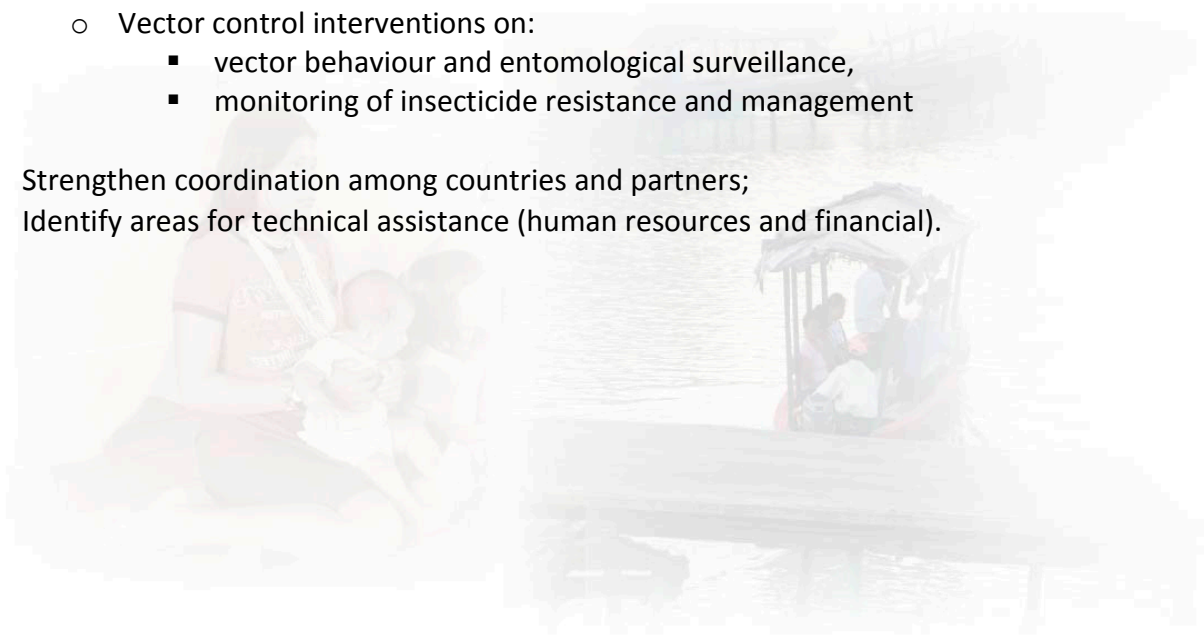 o Vector control interventions on:
▪ vector behaviour and entomological surveillance,
▪ monitoring of insecticide resistance and management
Strengthen coordination among countries and partners;
Identify areas for technical assistance (human resources and financial).